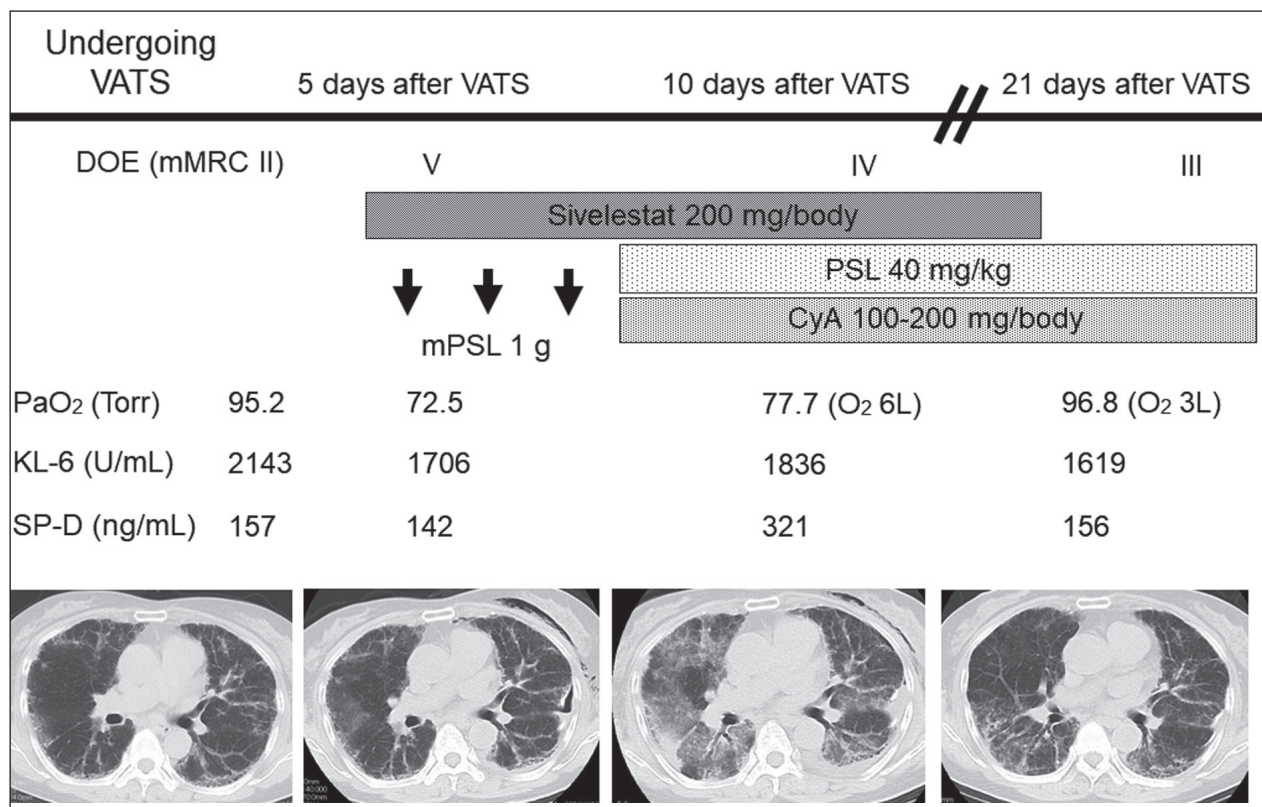 Undergoing
VATS
5 days after VATS
10 days after VATS
21 days after VATS
DOE (mMRC II)
V
IV
III
Sivelestat 200 mg/body
PSL 40 mg/kg
CyA 100-200 mg/body
mPSL 1 g
PaO₂ (Torr) 95.2 72.5 77.7 (O₂ 6L) 96.8 (O₂ 3L)
KL-6 (U/mL) 2143 1706 1836 1619
SP-D (ng/mL) 157 142 321 156